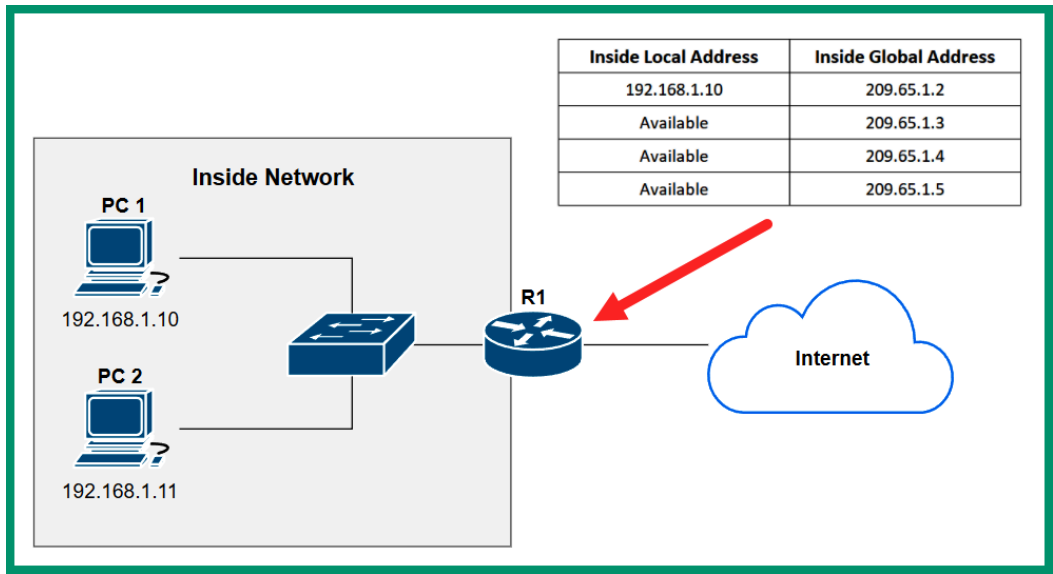 Inside Local Address Inside Global Address
192.168.1.10 209.65.1.2
Available 209.65.1.3
Available 209.65.1.4
Available 209.65.1.5
Inside Network
PC 1
192.168.1.10
PC 2
192.168.1.11
R1
Internet